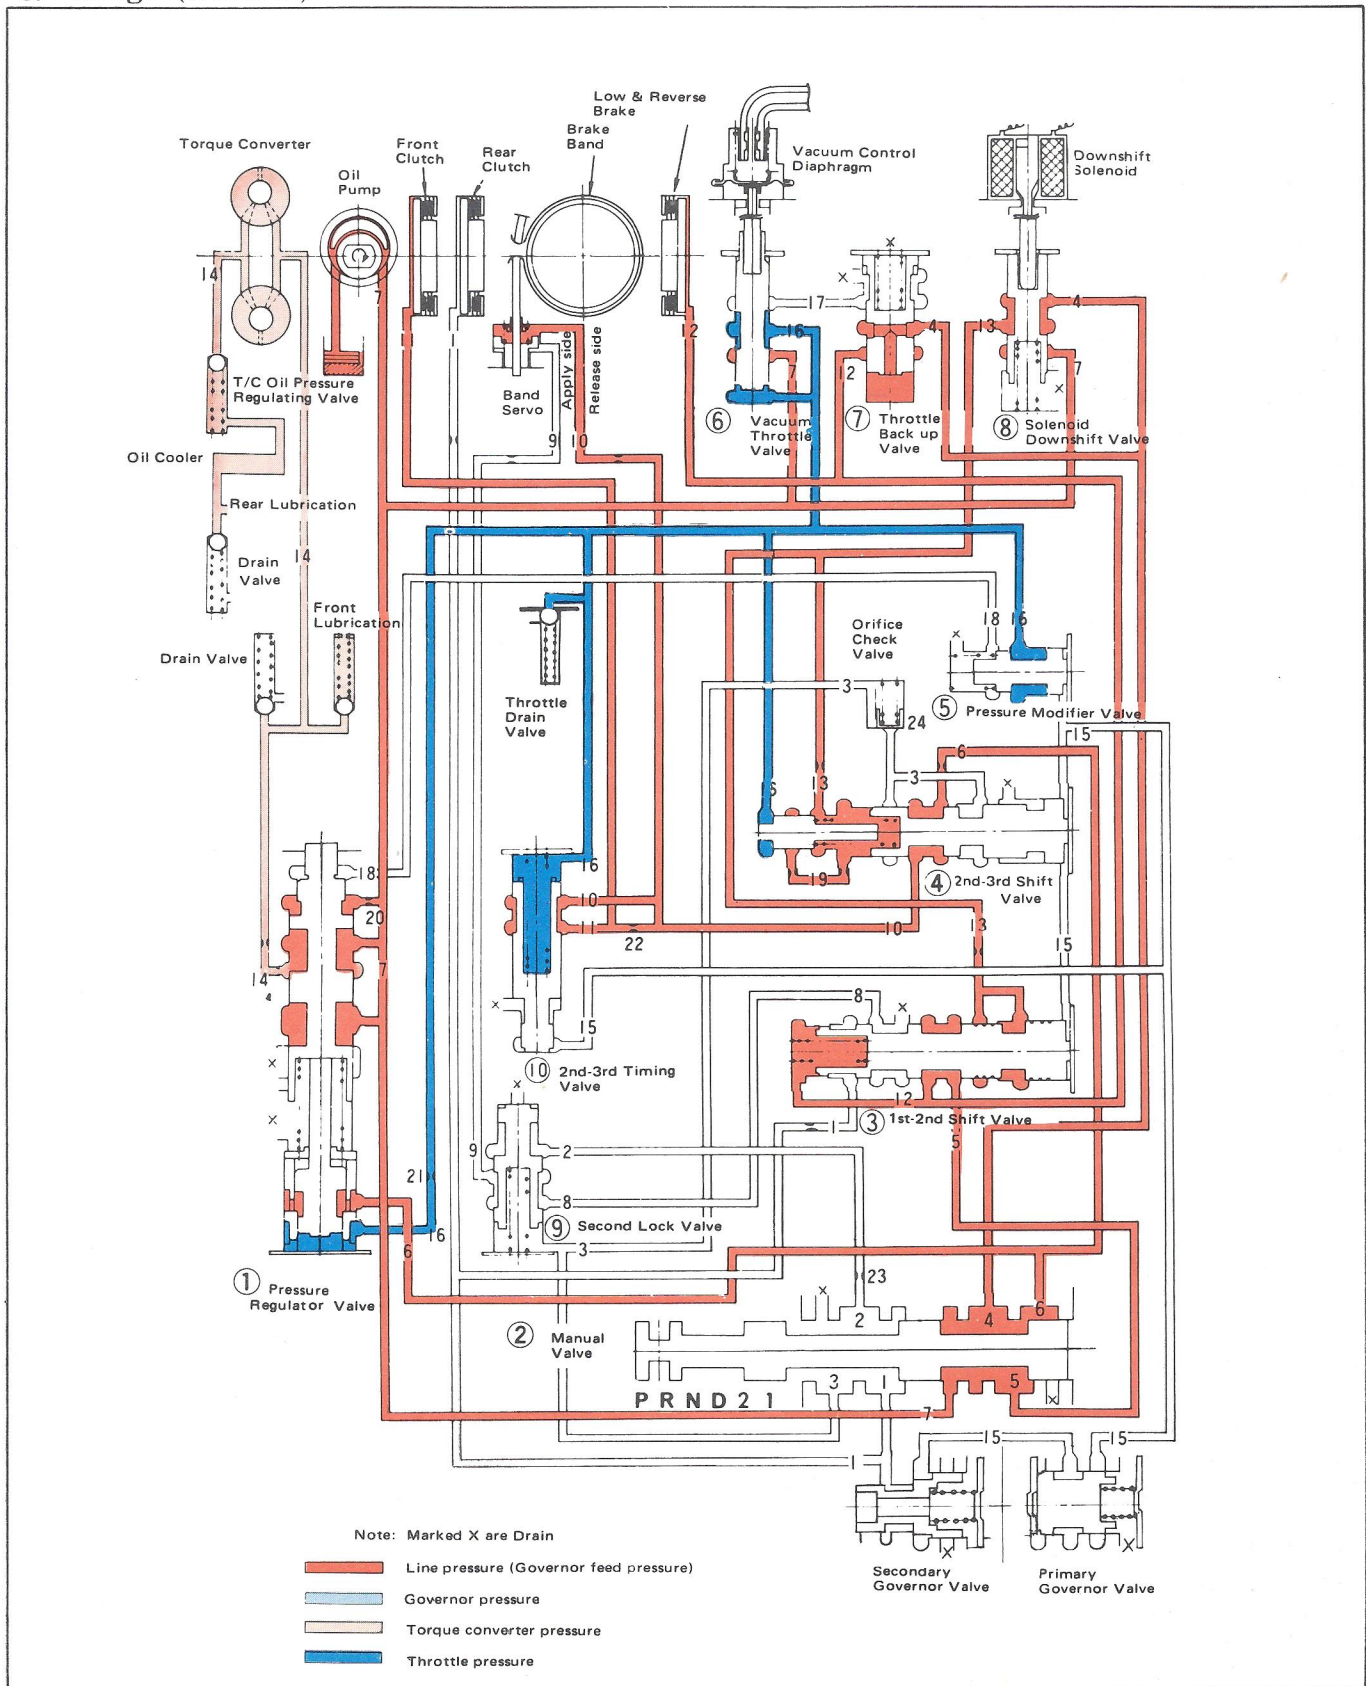 Low & Reverse
Brake
Brake
Band
Torque Converter
Front
Clutch
Rear
Clutch
Oil
Pump
Vacuum Control
Diaphragm
Downshift
Solenoid
14
7
11
1
12
17
16
7
4
12
13
4
7
T/C Oil Pressure
Regulating Valve
Band
Servo
Apply side
Release side
9
10
6
Vacuum
Throttle
Valve
7
Throttle
Back up
Valve
8
Solenoid
Downshift Valve
Oil Cooler
Rear Lubrication
Drain
Valve
14
Front
Lubrication
Drain Valve
Throttle
Drain
Valve
Orifice
Check
Valve
18
16
5
Pressure Modifier Valve
3
24
15
6
3
13
19
4
2nd-3rd Shift
Valve
18
20
16
10
11
22
10
13
15
14
7
8
15
10
2nd-3rd Timing
Valve
12
1
3
1st-2nd Shift Valve
5
21
9
2
8
9
Second Lock Valve
16
6
3
23
1
Pressure
Regulator Valve
2
Manual
Valve
2
4
6
3
1
5
P R N D 2 1
7
15
15
1
Secondary
Governor Valve
Primary
Governor Valve
Note: Marked X are Drain
Line pressure (Governor feed pressure)
Governor pressure
Torque converter pressure
Throttle pressure